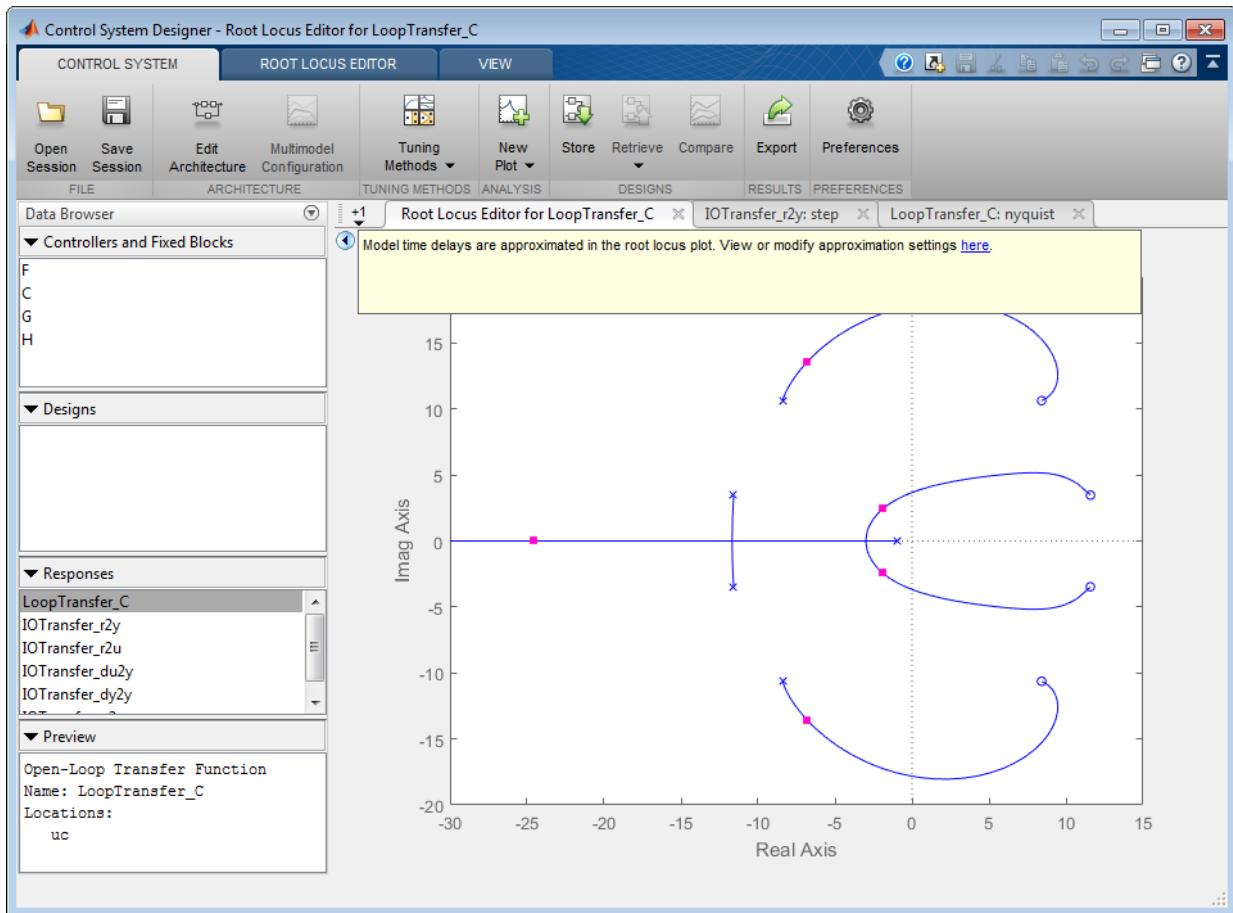 Control System Designer - Root Locus Editor for LoopTransfer_C
CONTROL SYSTEM
ROOT LOCUS EDITOR
VIEW
Open Session
Save Session
Edit Architecture
Multimodel Configuration
Tuning Methods
New Plot
Store
Retrieve
Compare
Export
Preferences
FILE
ARCHITECTURE
TUNING METHODS
ANALYSIS
DESIGNS
RESULTS
PREFERENCES
Data Browser
Controllers and Fixed Blocks
F
C
G
H
Designs
Responses
LoopTransfer_C
IOTransfer_r2y
IOTransfer_r2u
IOTransfer_du2y
IOTransfer_dy2y
Preview
Open-Loop Transfer Function
Name: LoopTransfer_C
Locations:
uc
+1
Root Locus Editor for LoopTransfer_C
IOTransfer_r2y: step
LoopTransfer_C: nyquist
Model time delays are approximated in the root locus plot. View or modify approximation settings here.
15
10
5
0
-5
-10
-15
-20
Imag Axis
-30
-25
-20
-15
-10
-5
0
5
10
15
Real Axis